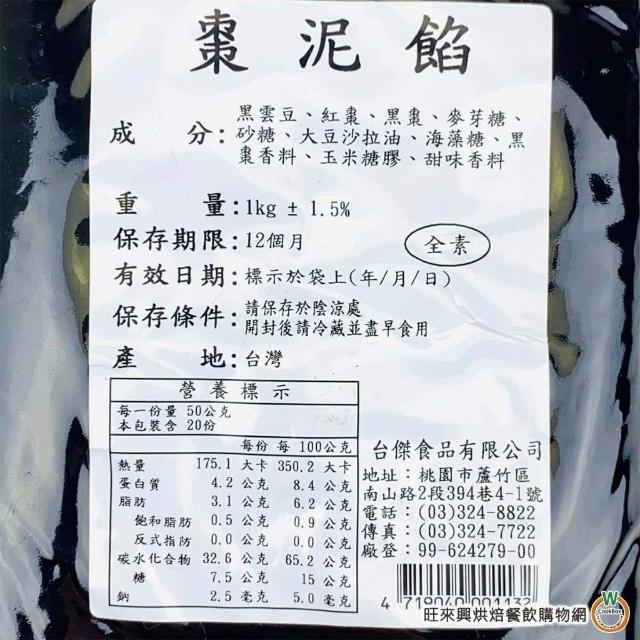 棗泥餡
成分:黑雲豆、紅棗、黑棗、麥芽糖、
砂糖、大豆沙拉油、海藻糖、黑
棗香料、玉米糖膠、甜味香料
重量:1kg ± 1.5%
保存期限:12個月
全素
有效日期:標示於袋上(年/月/日)
保存條件:請保存於陰涼處
開封後請冷藏並盡早食用
產地:台灣
營養標示
每一份量 50公克
本包裝含 20份
每份 每 100公克
熱量 175.1 大卡 350.2 大卡
蛋白質 4.2 公克 8.4 公克
脂肪 3.1 公克 6.2 公克
飽和脂肪 0.5 公克 0.9 公克
反式指防 0.0 公克 0.0 公克
碳水化合物 32.6 公克 65.2 公克
糖 7.5 公克 15 公克
鈉 2.5 毫克 5.0 毫克
台傑食品有限公司
地址:桃園市蘆竹區
南山路2段394巷4-1號
電話:(03)324-8822
傳真:(03)324-7722
廠登:99-624279-00
4 719040 001132
W
CookBox
旺來興烘焙餐飲購物網